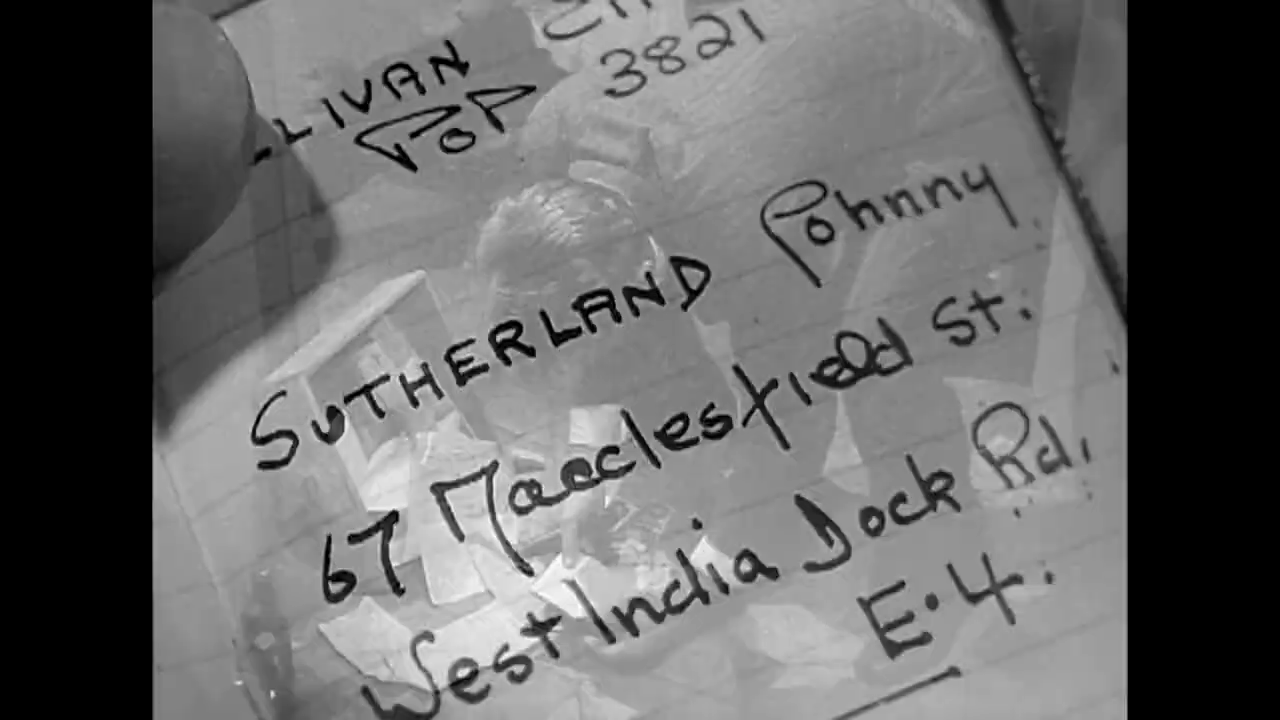 LIVAN
POP
3821
SUTHERLAND Johnny
67 Macclesfield St.
West India Dock Rd.
E.4.